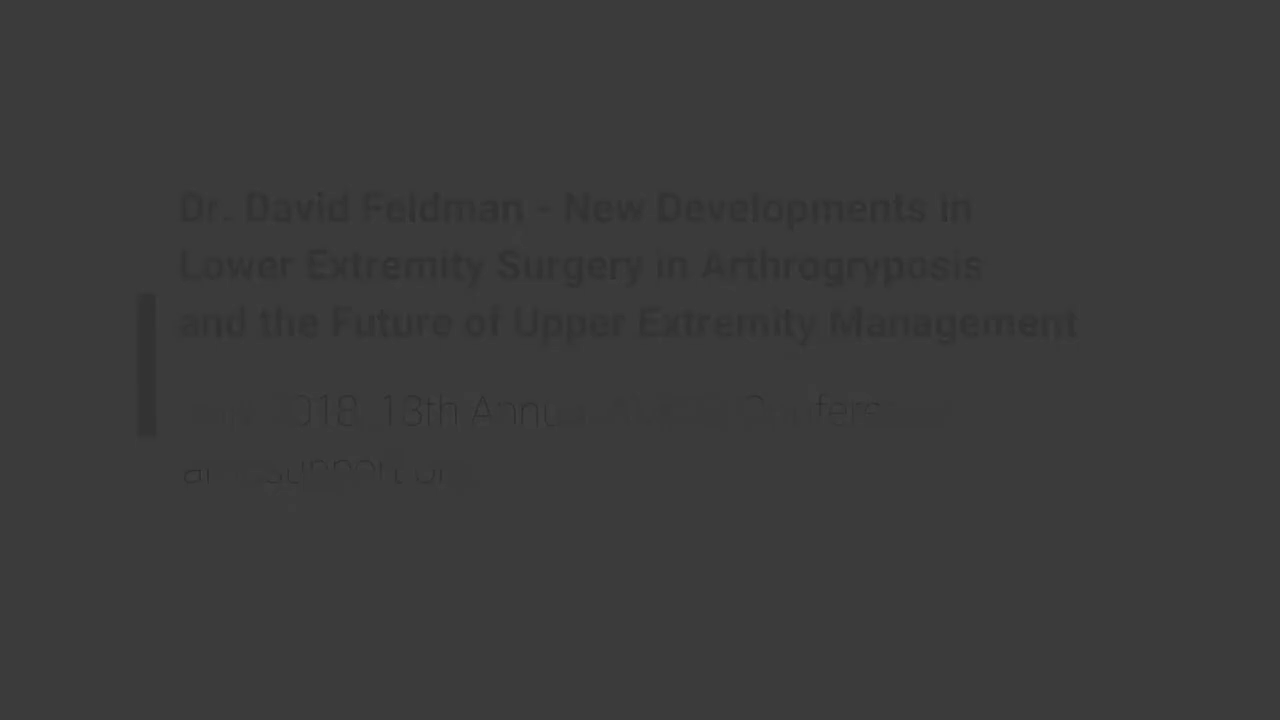 Dr. David Feldman - New Developments in
Lower Extremity Surgery in Arthrogryposis
and the Future of Upper Extremity Management
2018, 13th Annual